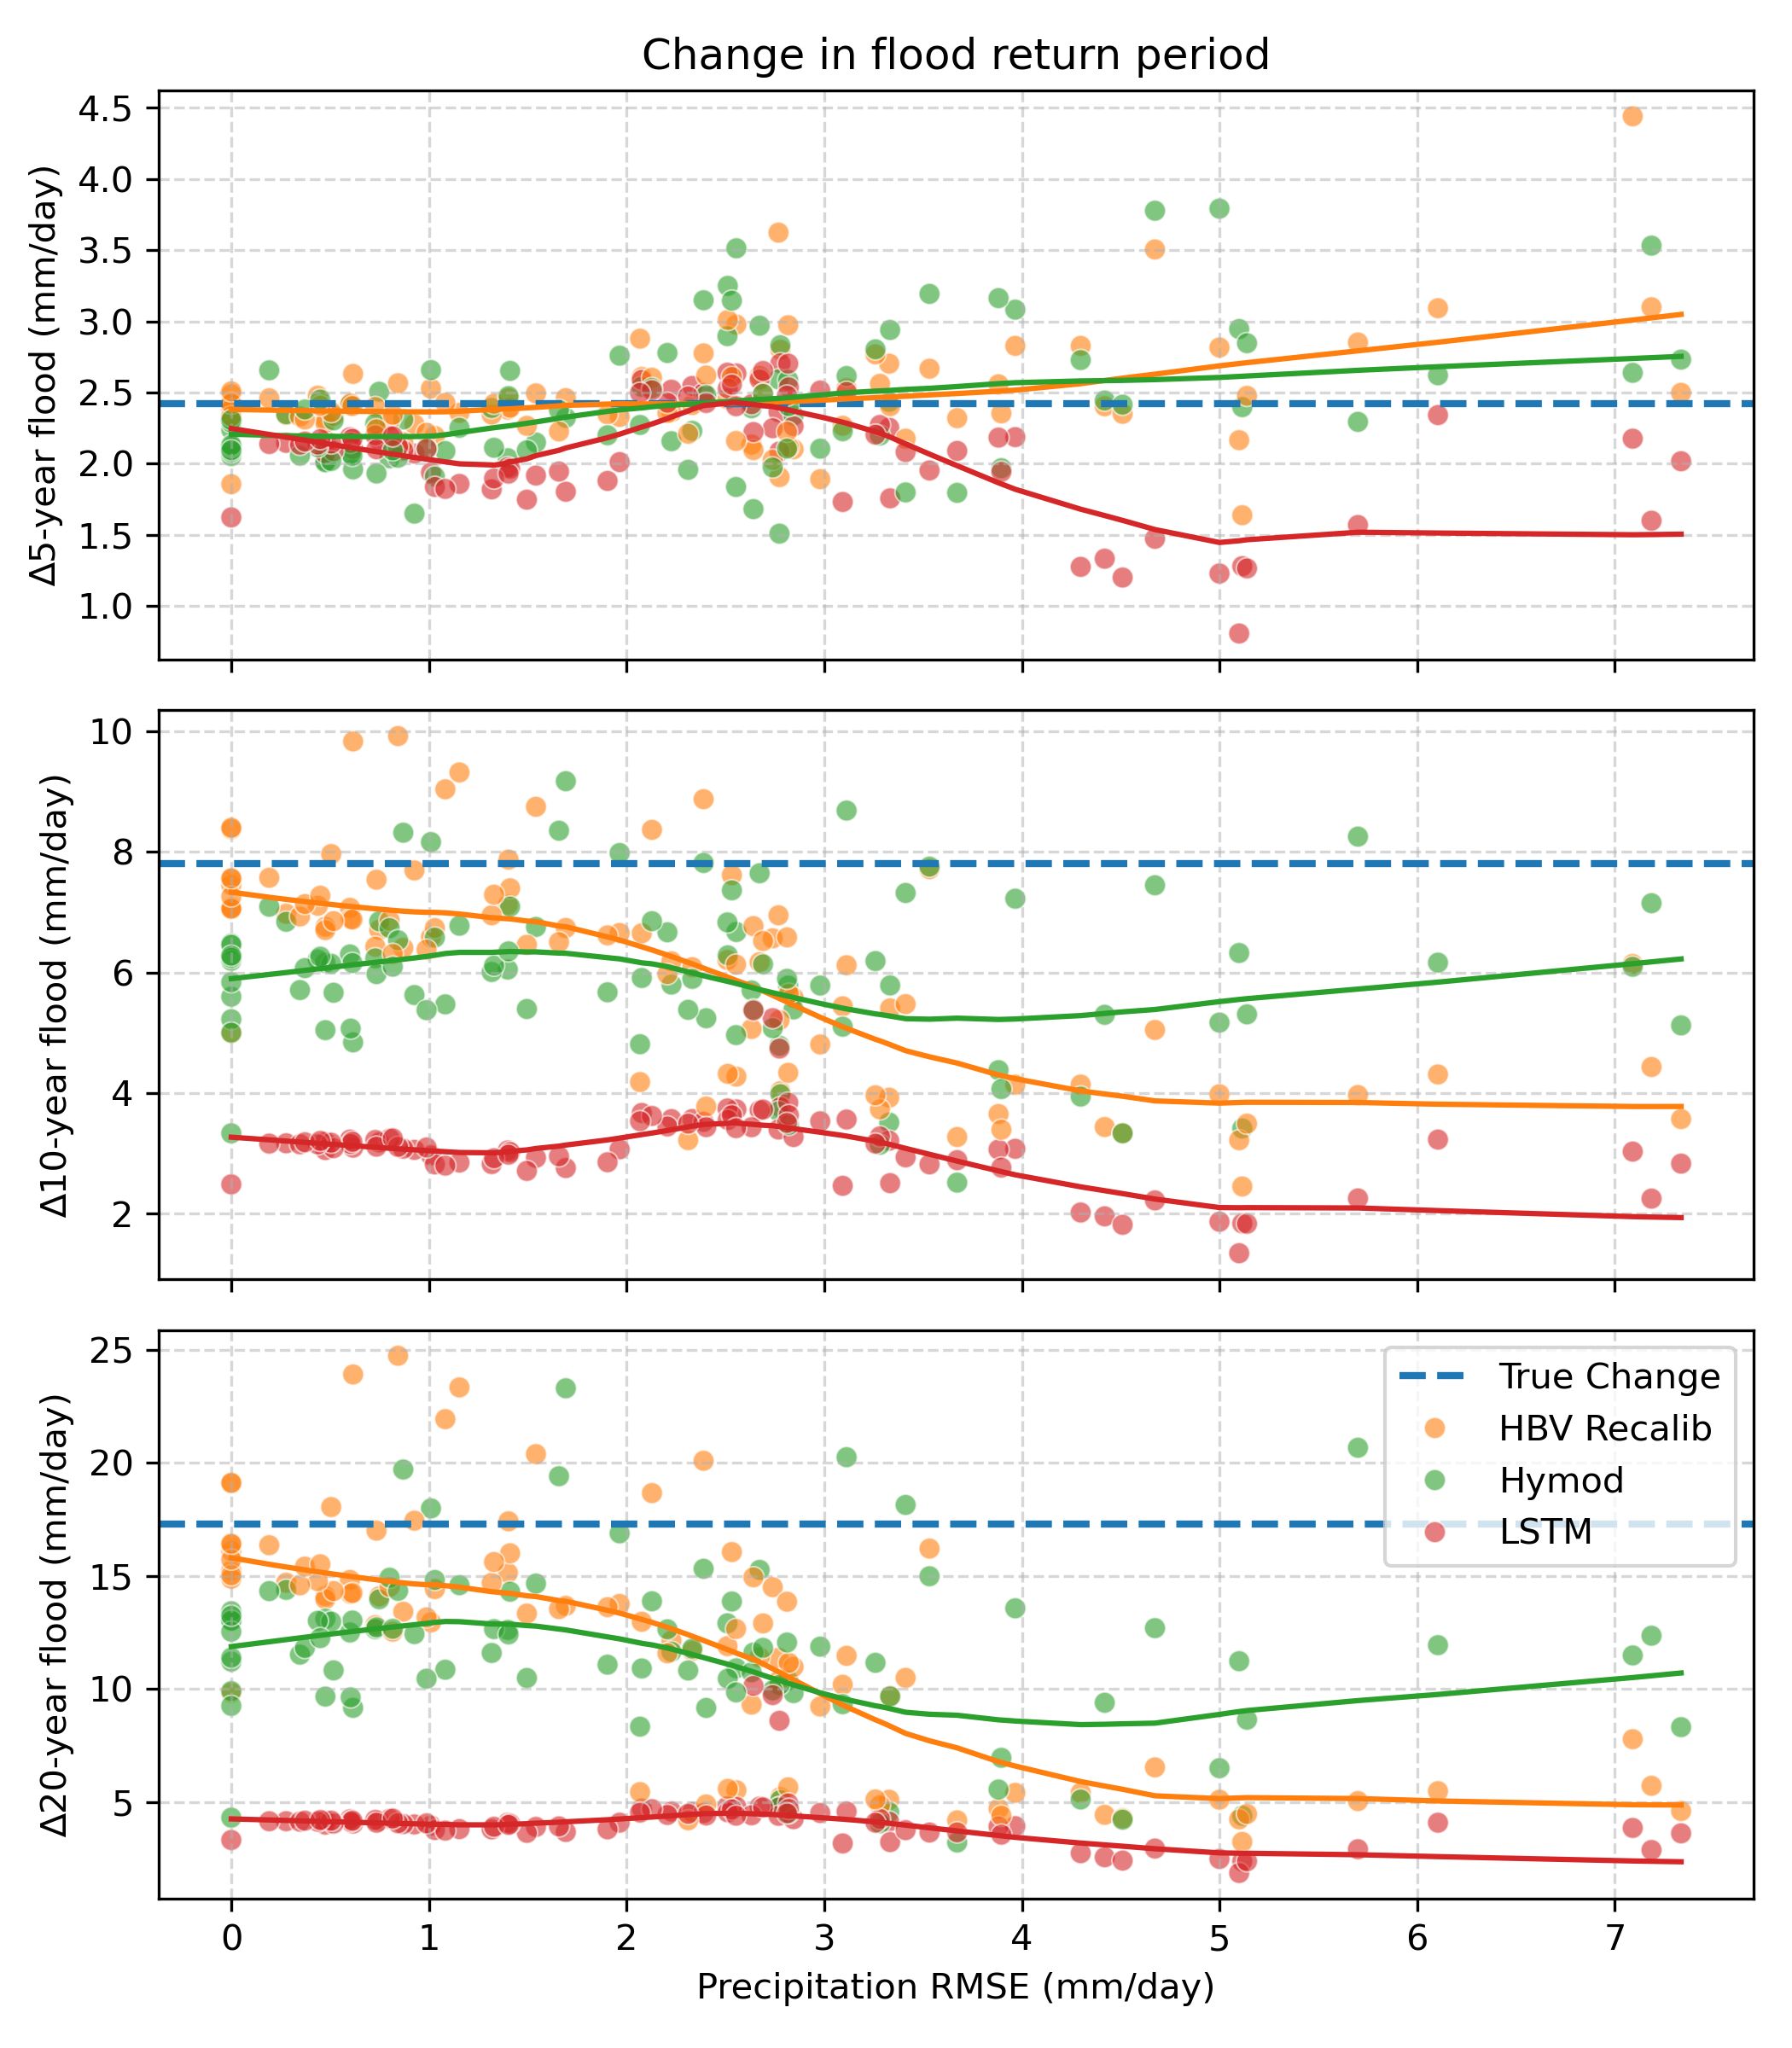 Change in flood return period
Δ5-year flood (mm/day)
4.5
4.0
3.5
3.0
2.5
2.0
1.5
1.0
Δ10-year flood (mm/day)
10
8
6
4
2
Δ20-year flood (mm/day)
25
20
15
10
5
True Change
HBV Recalib
Hymod
LSTM
0 1 2 3 4 5 6 7
Precipitation RMSE (mm/day)